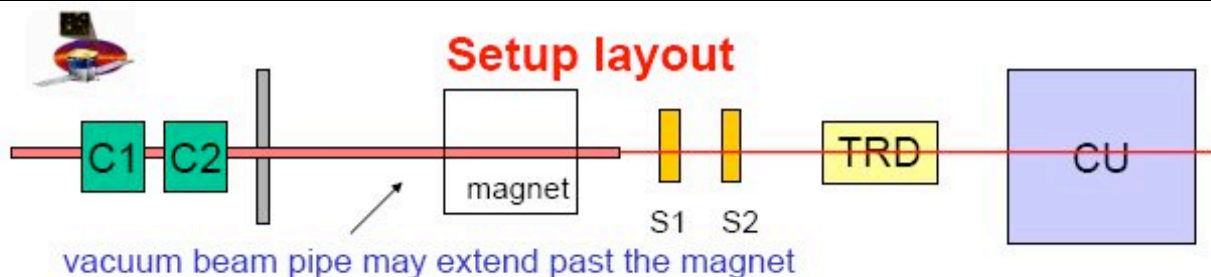 Setup layout
C1 C2 magnet S1 S2 TRD CU
vacuum beam pipe may extend past the magnet